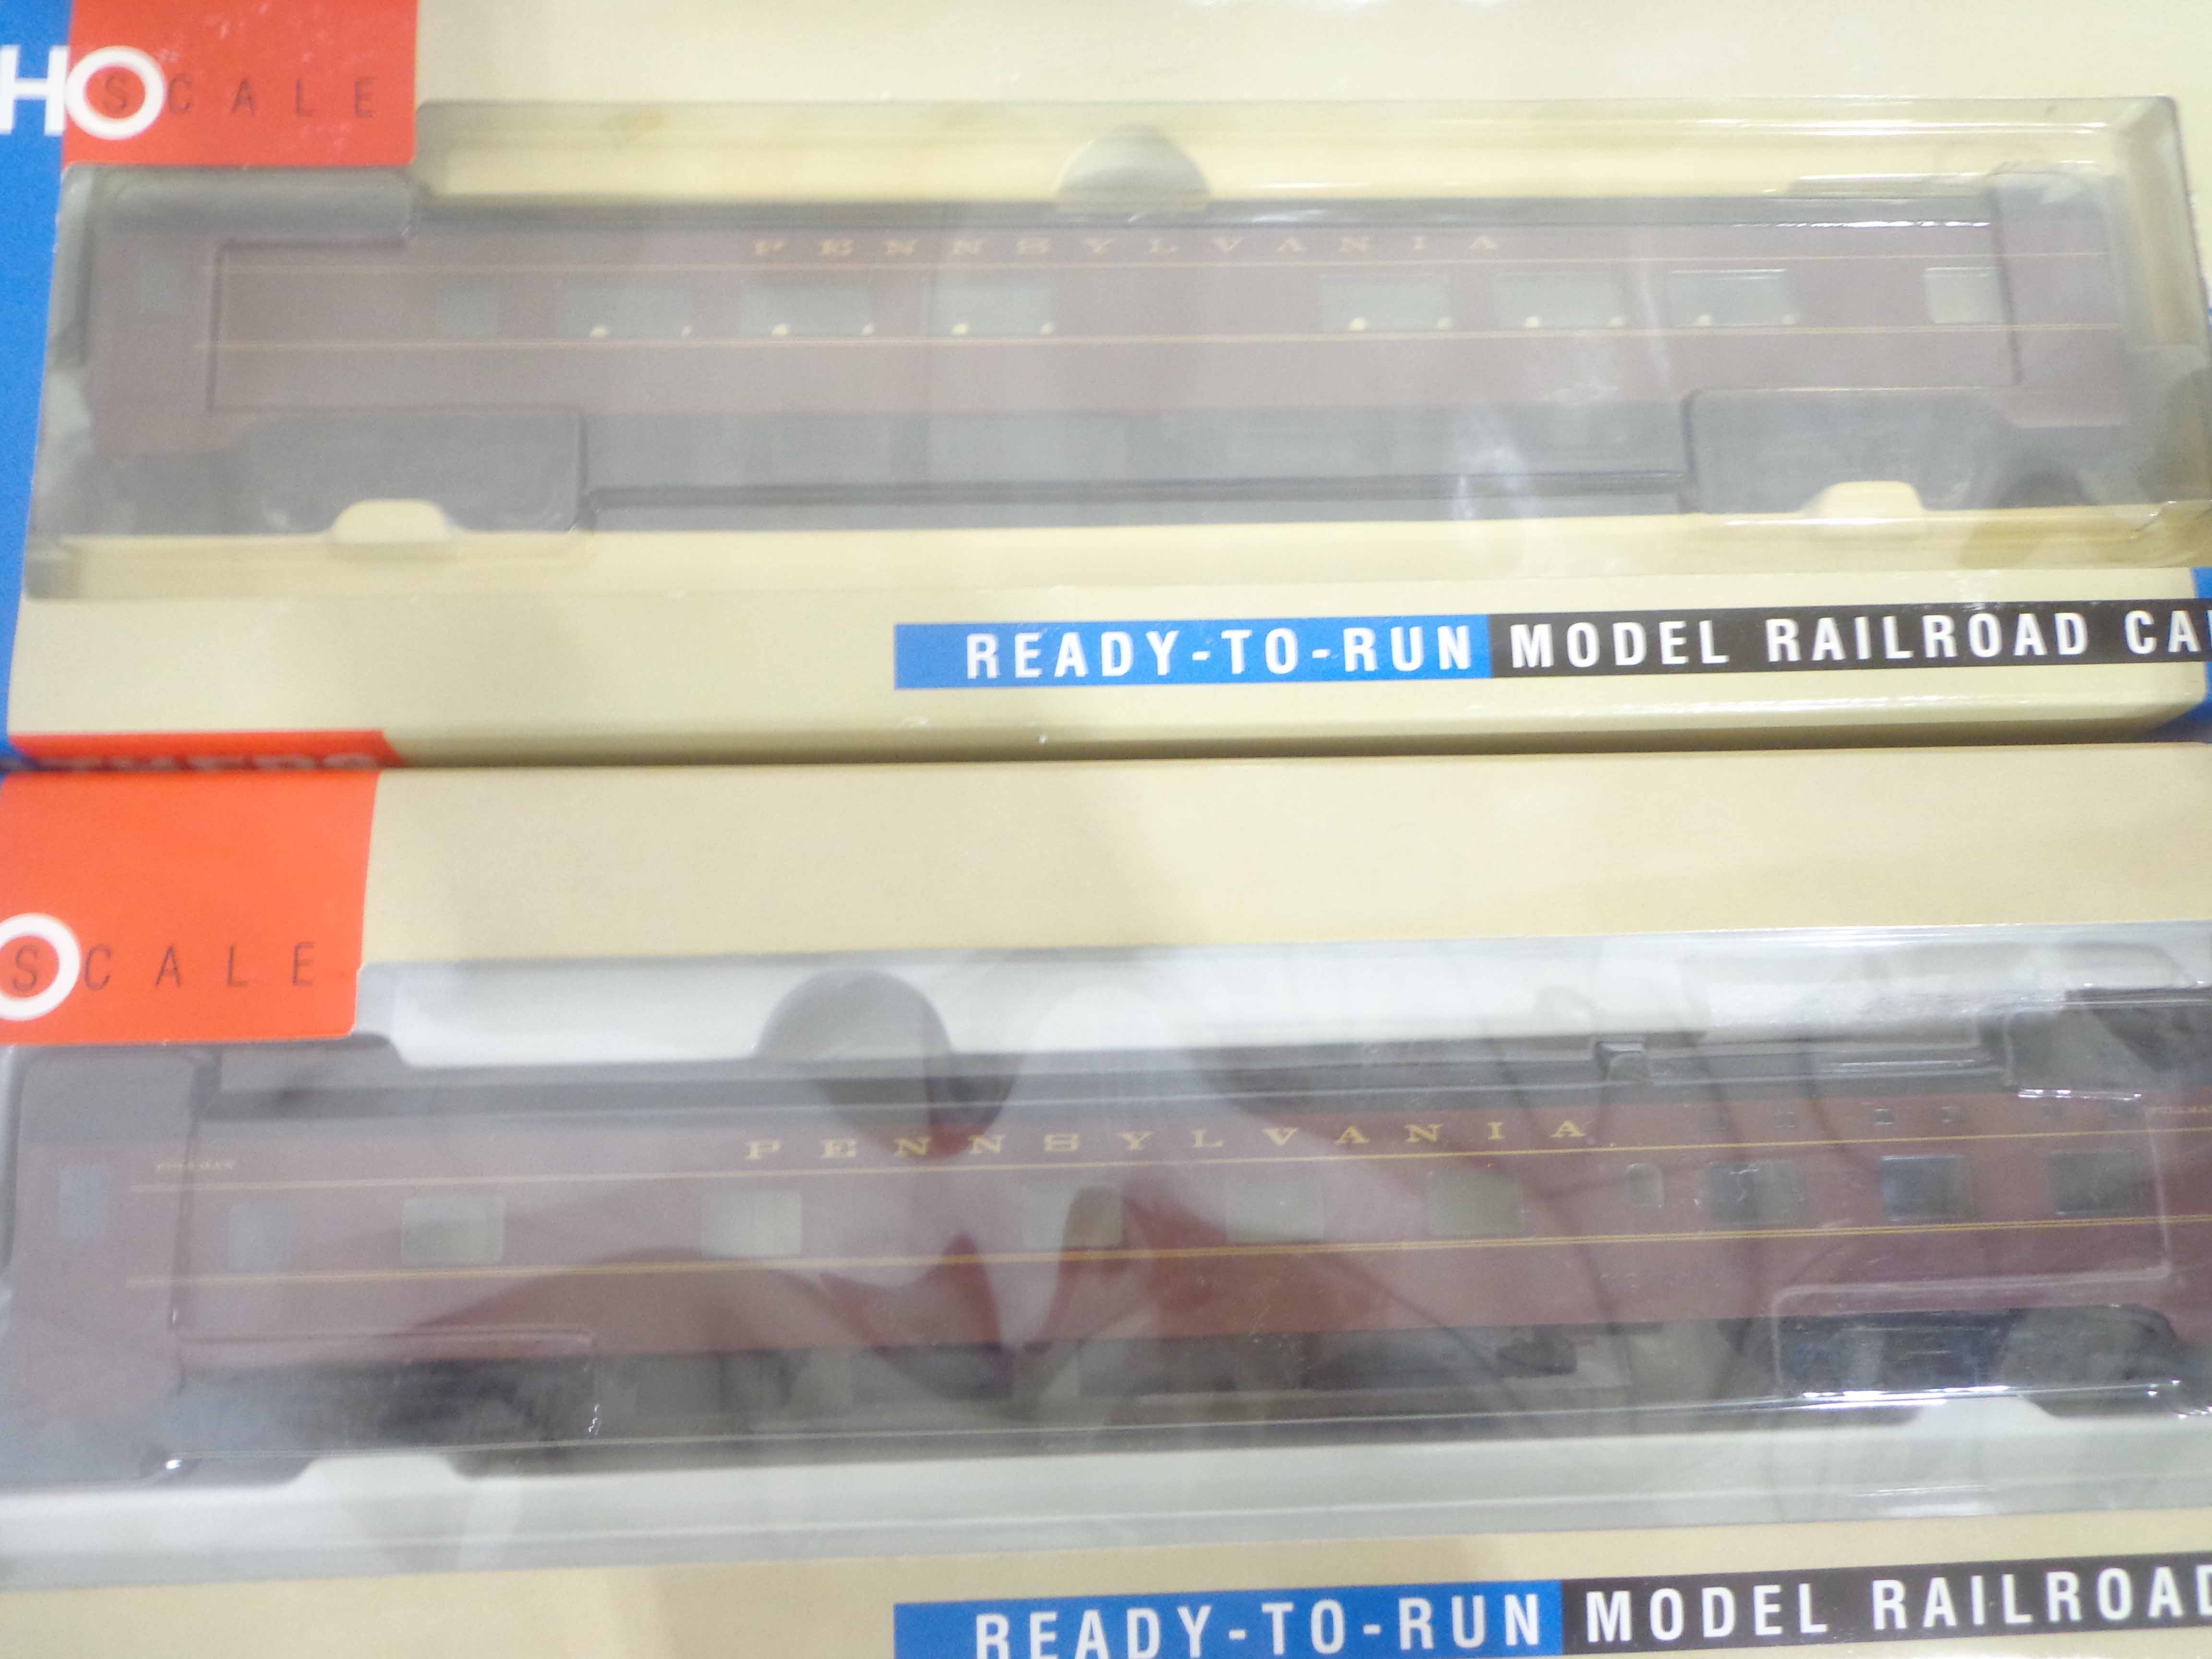 HO SCALE
PENNSYLVANIA
READY-TO-RUN MODEL RAILROAD CA
O SCALE
PENNSYLVANIA
READY-TO-RUN MODEL RAILROAD